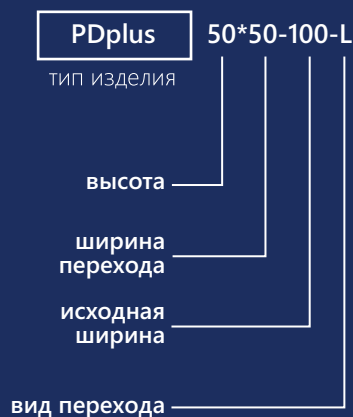 PDplus 50*50-100-L
тип изделия
высота
ширина
перехода
исходная
ширина
вид перехода